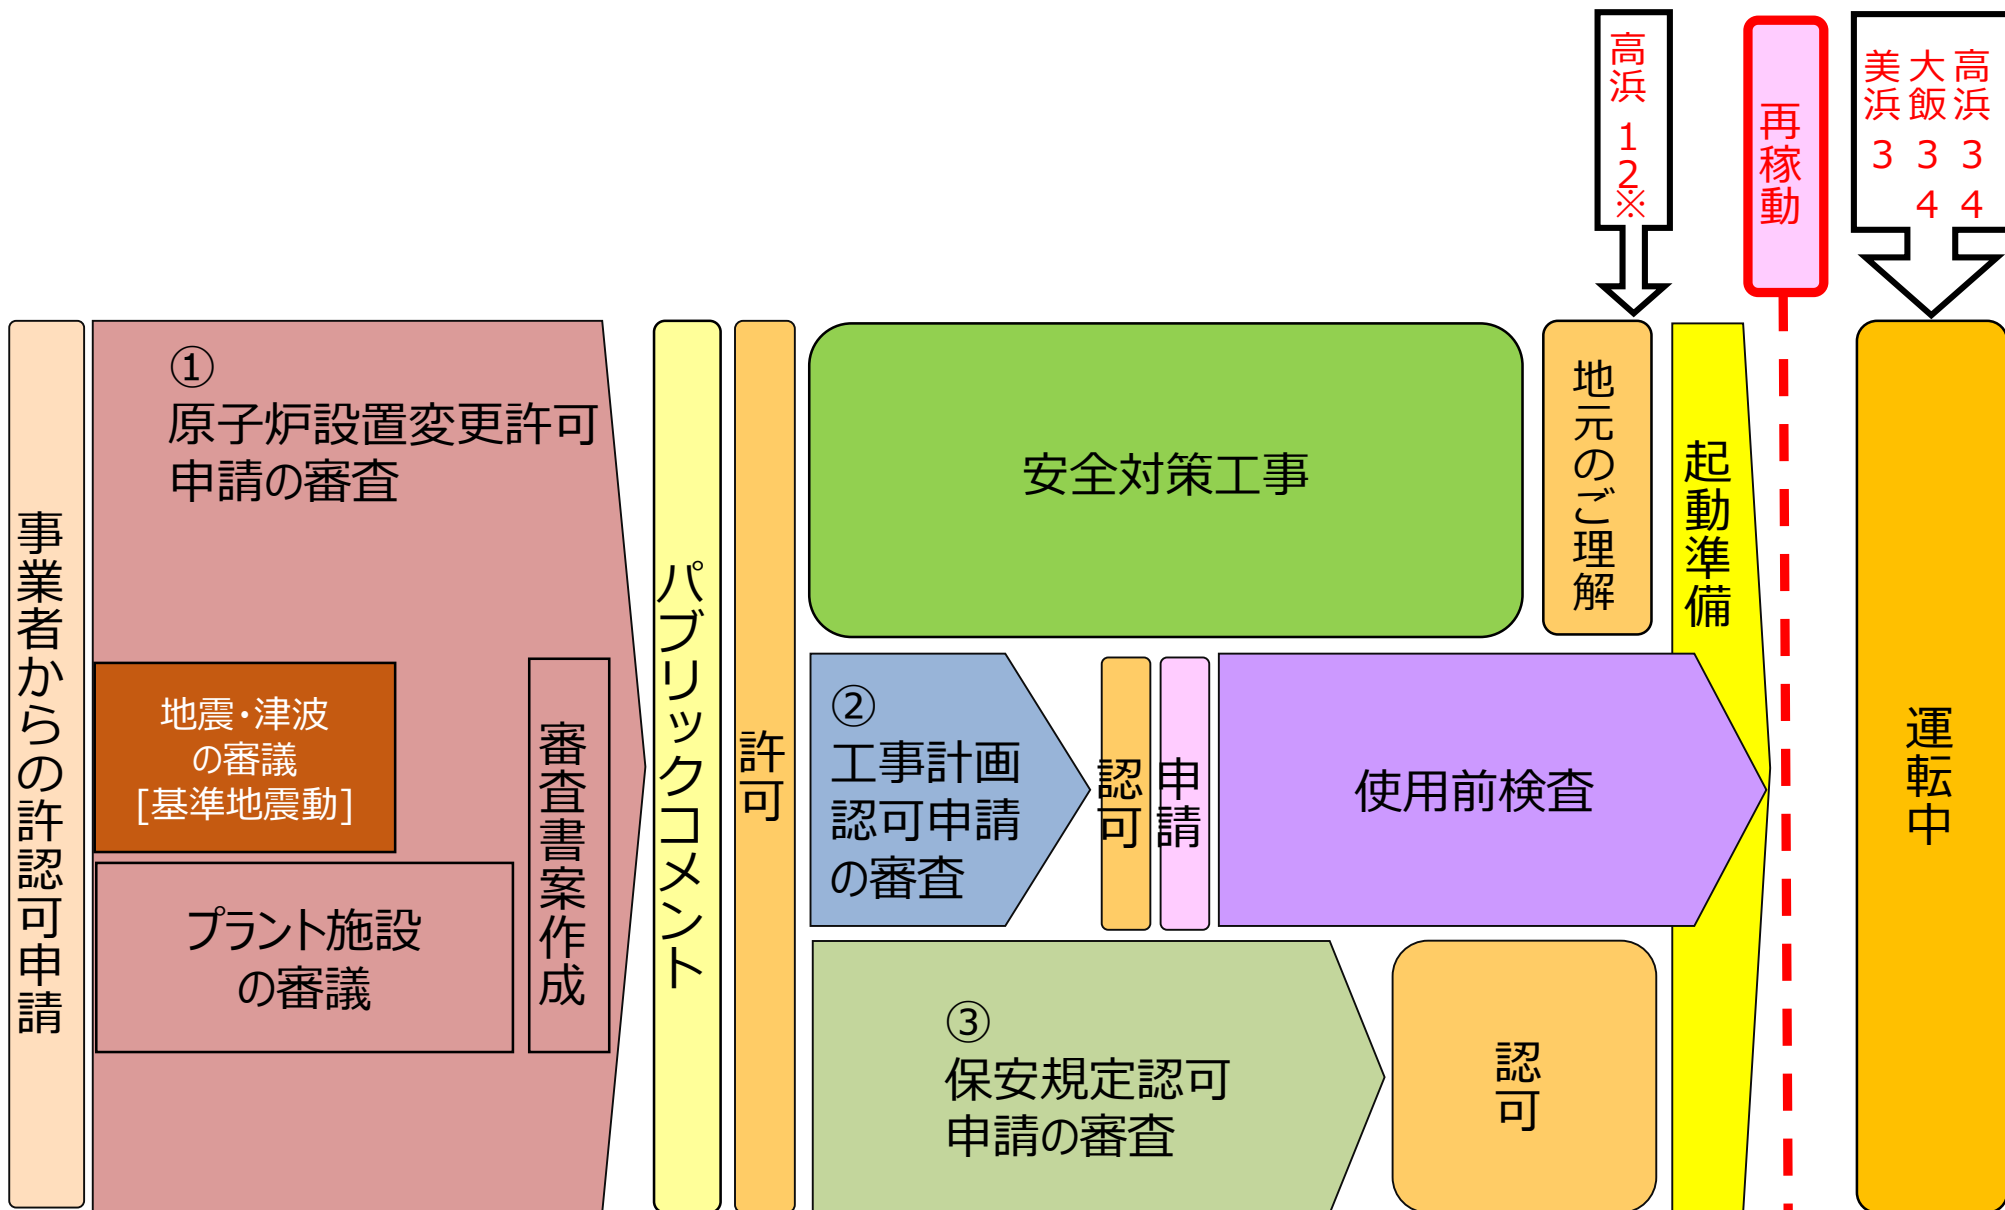 高浜
1
2※
再稼動
高浜34
大飯34
美浜3
事業者からの許認可申請
①
原子炉設置変更許可
申請の審査
地震・津波
の審議
[基準地震動]
プラント施設
の審議
審査書案作成
パブリックコメント
許可
安全対策工事
地元のご理解
起動準備
②
工事計画
認可申請
の審査
認可
申請
使用前検査
③
保安規定認可
申請の審査
認可
運転中